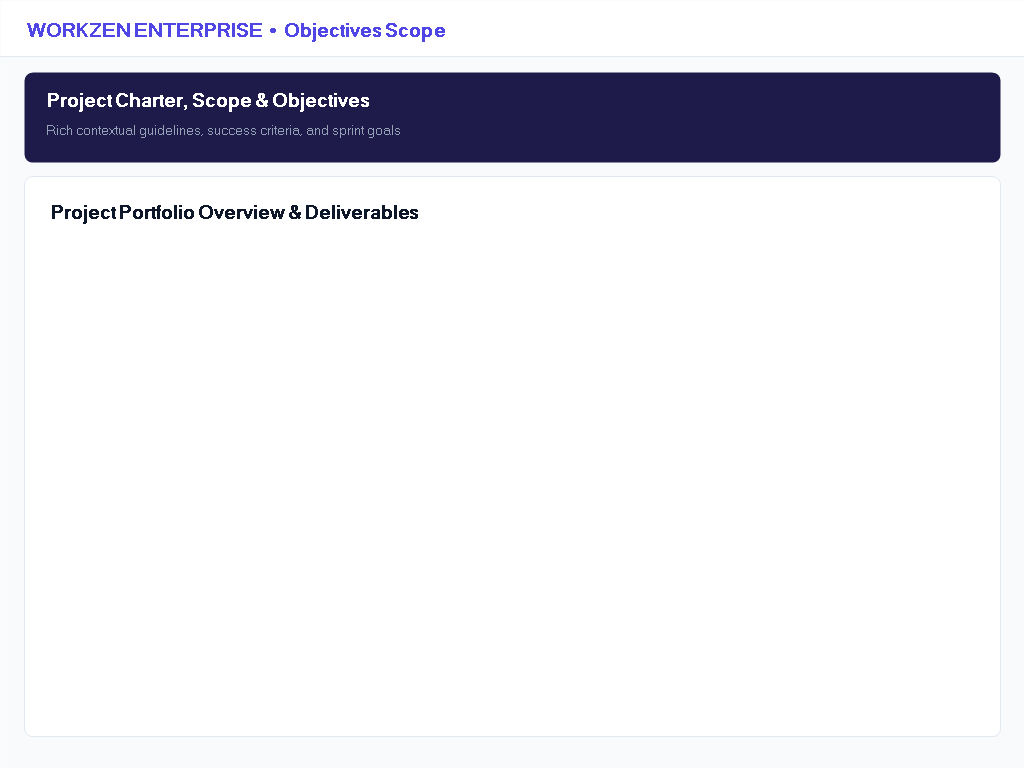 WORKZEN ENTERPRISE • Objectives Scope
Project Charter, Scope & Objectives
Rich contextual guidelines, success criteria, and sprint goals
Project Portfolio Overview & Deliverables